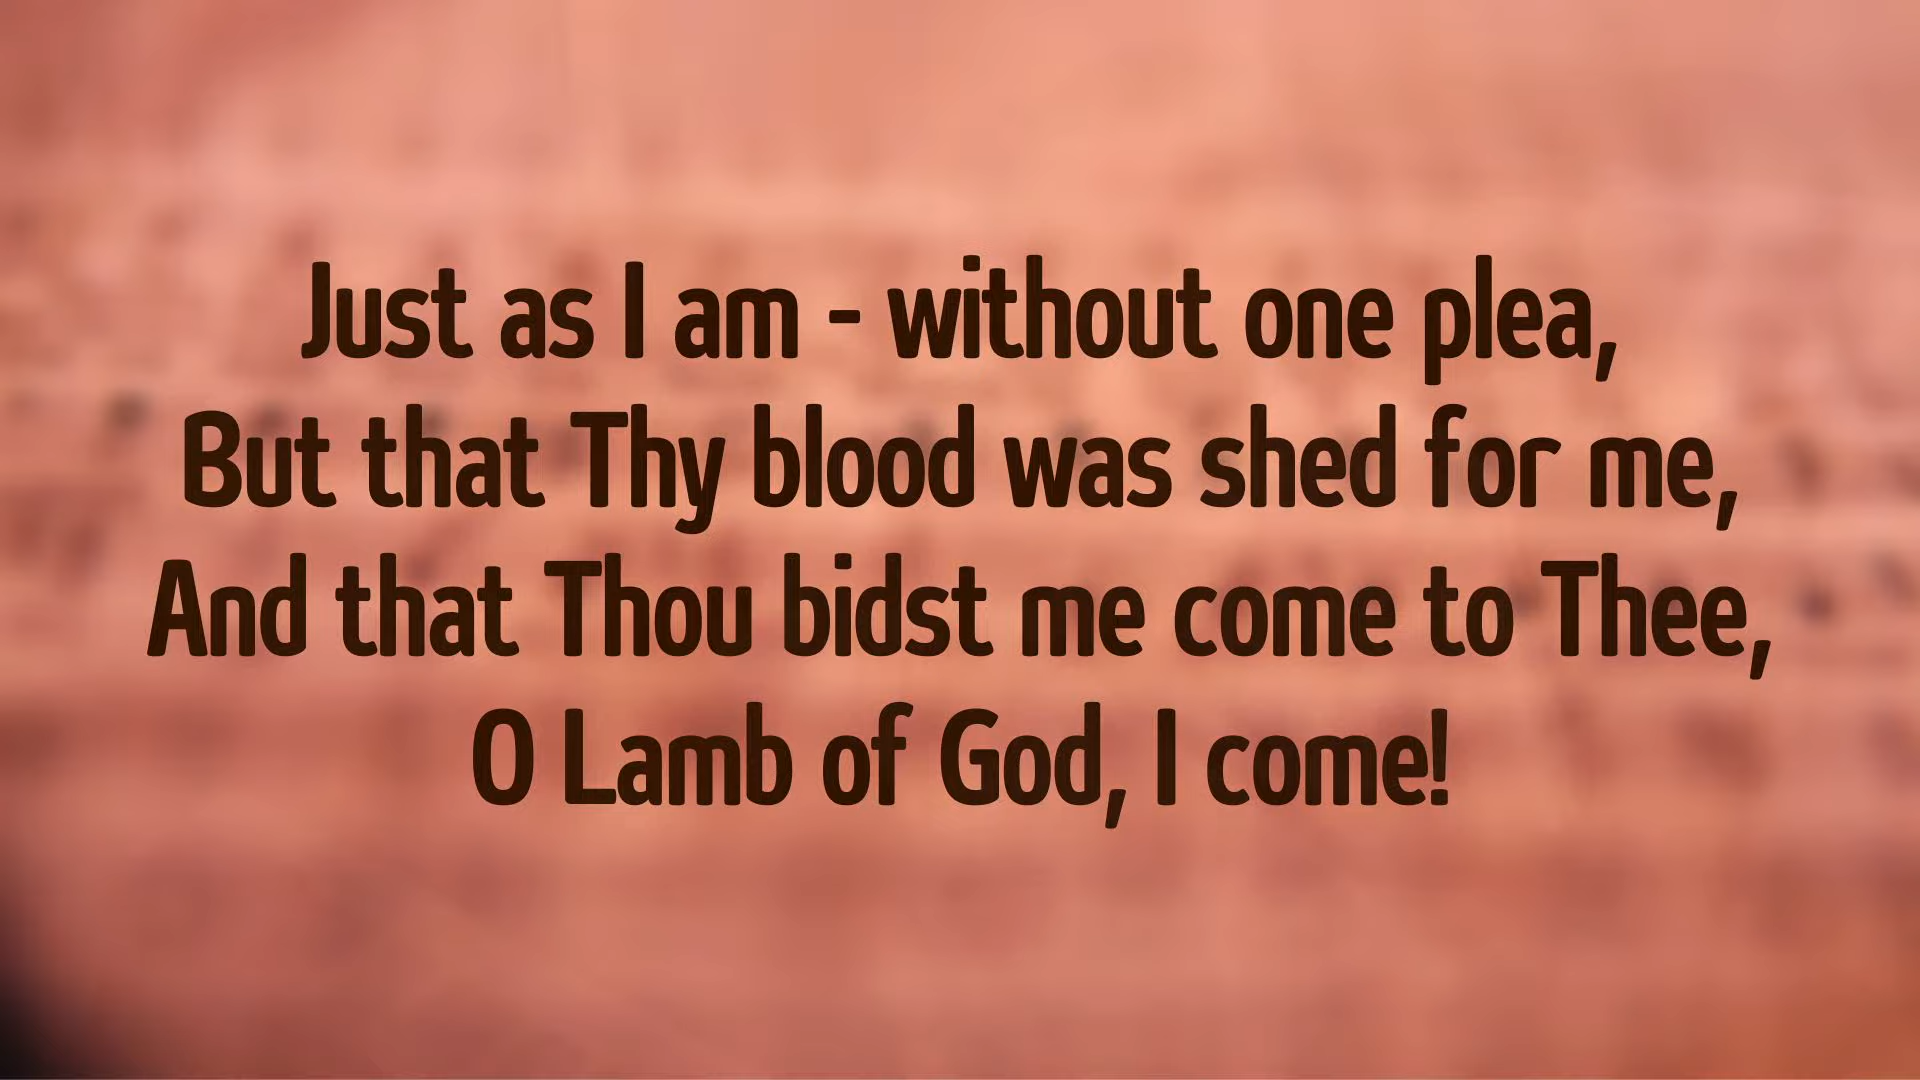 Just as I am - without one plea,
But that Thy blood was shed for me,
And that Thou bidst me come to Thee,
O Lamb of God, I come!